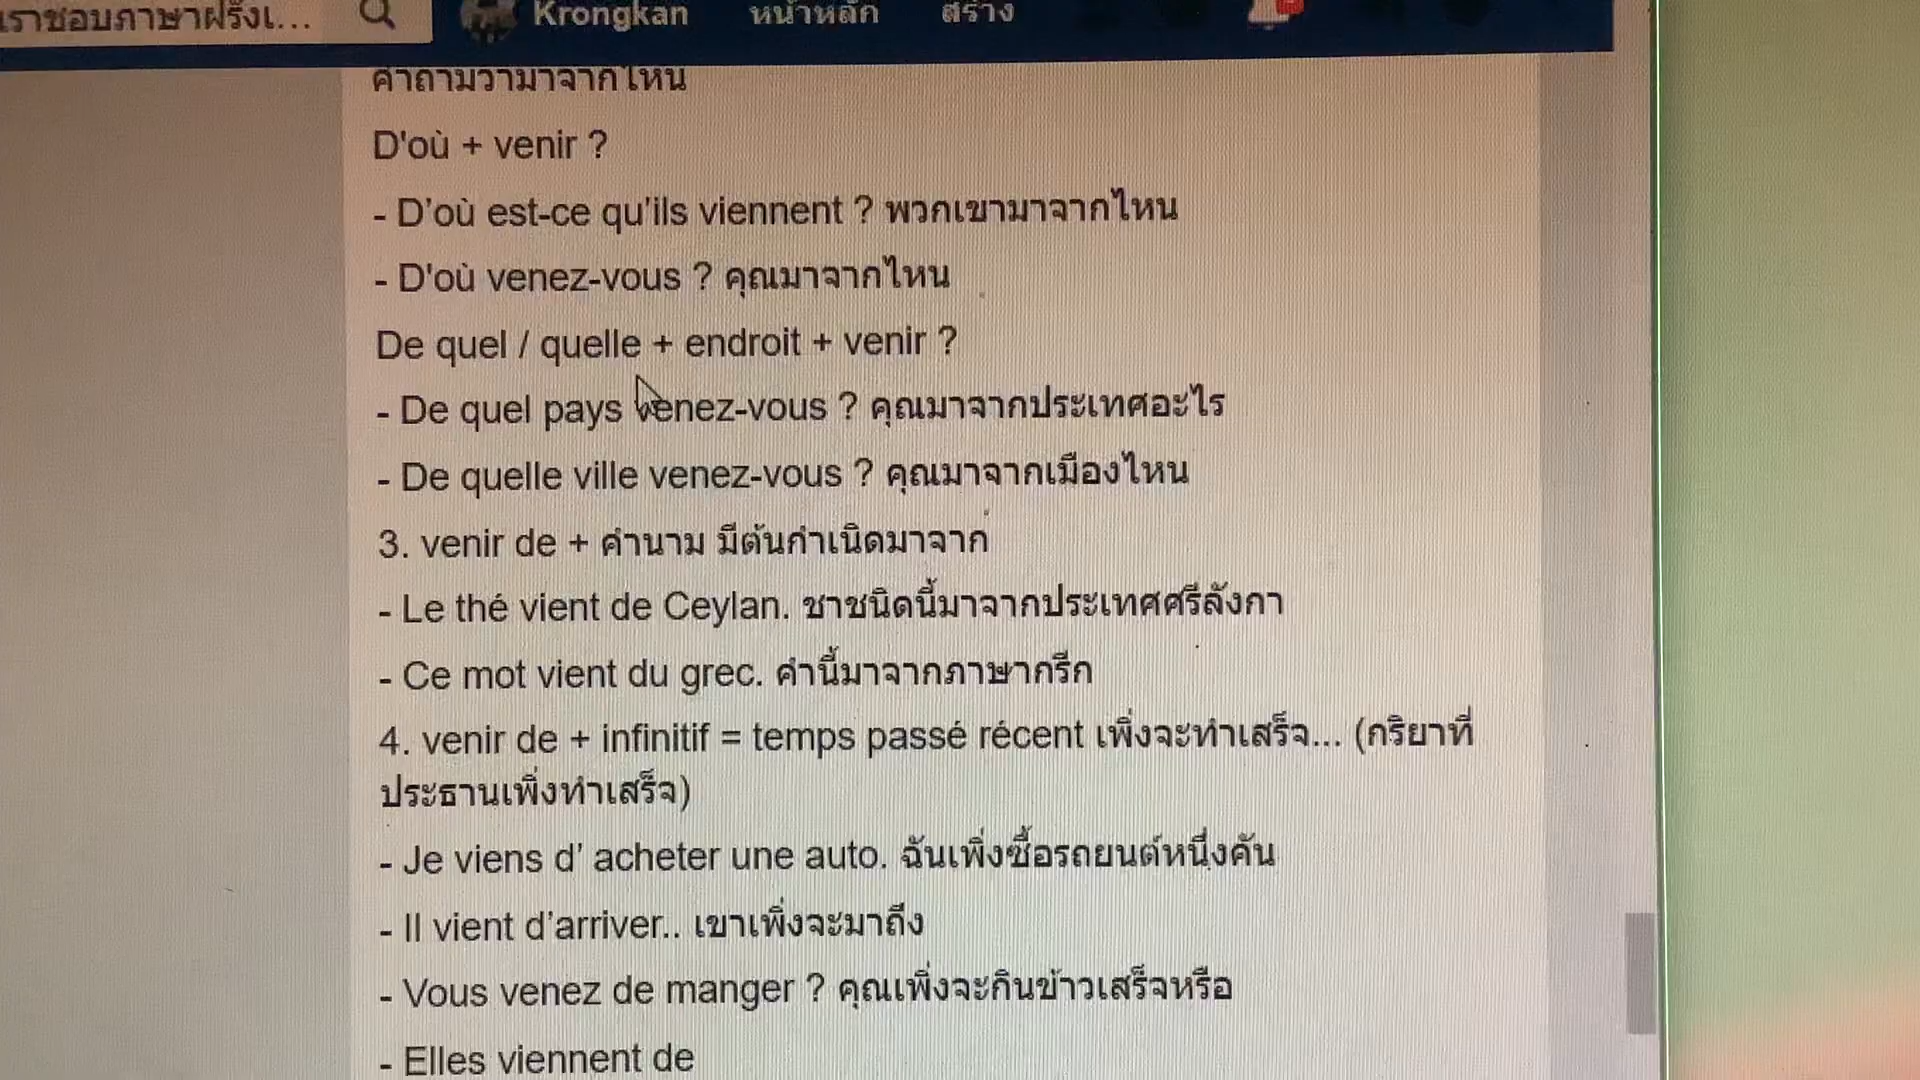 เราชอบภาษาฝรั่งเ...
Krongkan
หน้าหลัก
สร้าง
คำถามว่ามาจากไหน
D'où + venir ?
- D'où est-ce qu'ils viennent ? พวกเขามาจากไหน
- D'où venez-vous ? คุณมาจากไหน
De quel / quelle + endroit + venir ?
- De quel pays venez-vous ? คุณมาจากประเทศอะไร
- De quelle ville venez-vous ? คุณมาจากเมืองไหน
3. venir de + คำนาม มีต้นกำเนิดมาจาก
- Le thé vient de Ceylan. ชาชนิดนี้มาจากประเทศศรีลังกา
- Ce mot vient du grec. คำนี้มาจากภาษากรีก
4. venir de + infinitif = temps passé récent เพิ่งจะทำเสร็จ... (กริยาที่
ประธานเพิ่งทำเสร็จ)
- Je viens d' acheter une auto. ฉันเพิ่งซื้อรถยนต์หนึ่งคัน
- Il vient d'arriver.. เขาเพิ่งจะมาถึง
- Vous venez de manger ? คุณเพิ่งจะกินข้าวเสร็จหรือ
- Elles viennent de